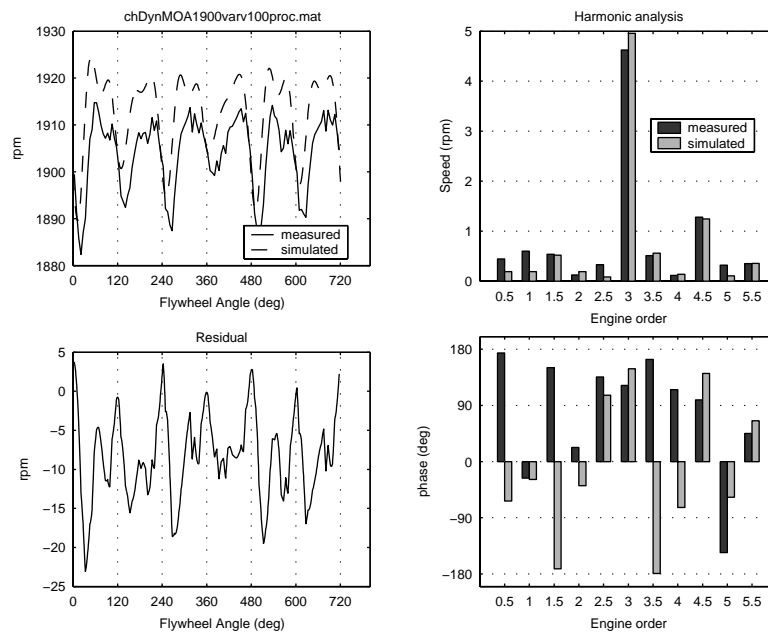 chDynMOA1900varv100proc.mat
1930
1920
1910
1900
1890
1880
rpm
measured
simulated
0 120 240 360 480 600 720
Flywheel Angle (deg)
Harmonic analysis
5
4
3
2
1
0
Speed (rpm)
measured
simulated
0.5 1 1.5 2 2.5 3 3.5 4 4.5 5 5.5
Engine order
Residual
5
0
−5
−10
−15
−20
−25
rpm
0 120 240 360 480 600 720
Flywheel Angle (deg)
180
90
0
−90
−180
phase (deg)
0.5 1 1.5 2 2.5 3 3.5 4 4.5 5 5.5
Engine order